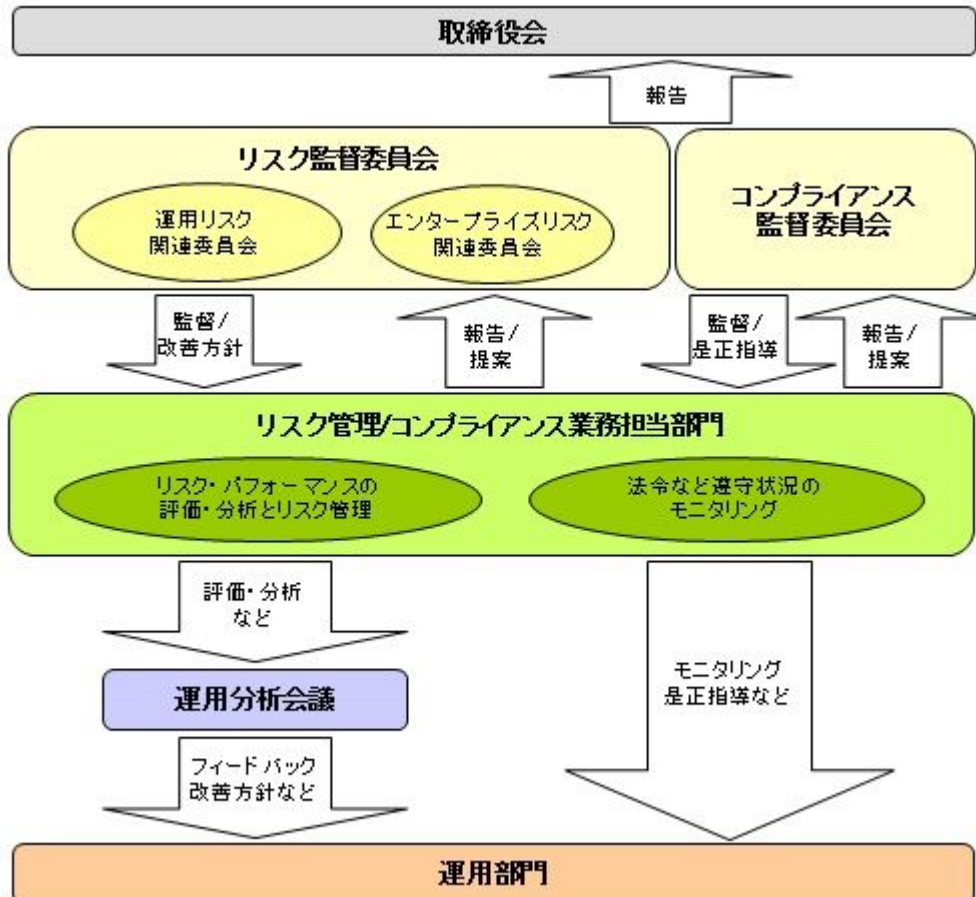 取締役会
報告
リスク監督委員会
運用リスク
関連委員会
エンタープライズリスク
関連委員会
コンプライアンス
監督委員会
監督/
改善方針
報告/
提案
監督/
是正指導
報告/
提案
リスク管理/コンプライアンス業務担当部門
リスク・パフォーマンスの
評価・分析とリスク管理
法令など遵守状況の
モニタリング
評価・分析
など
運用分析会議
モニタリング
是正指導など
フィードバック
改善方針など
運用部門